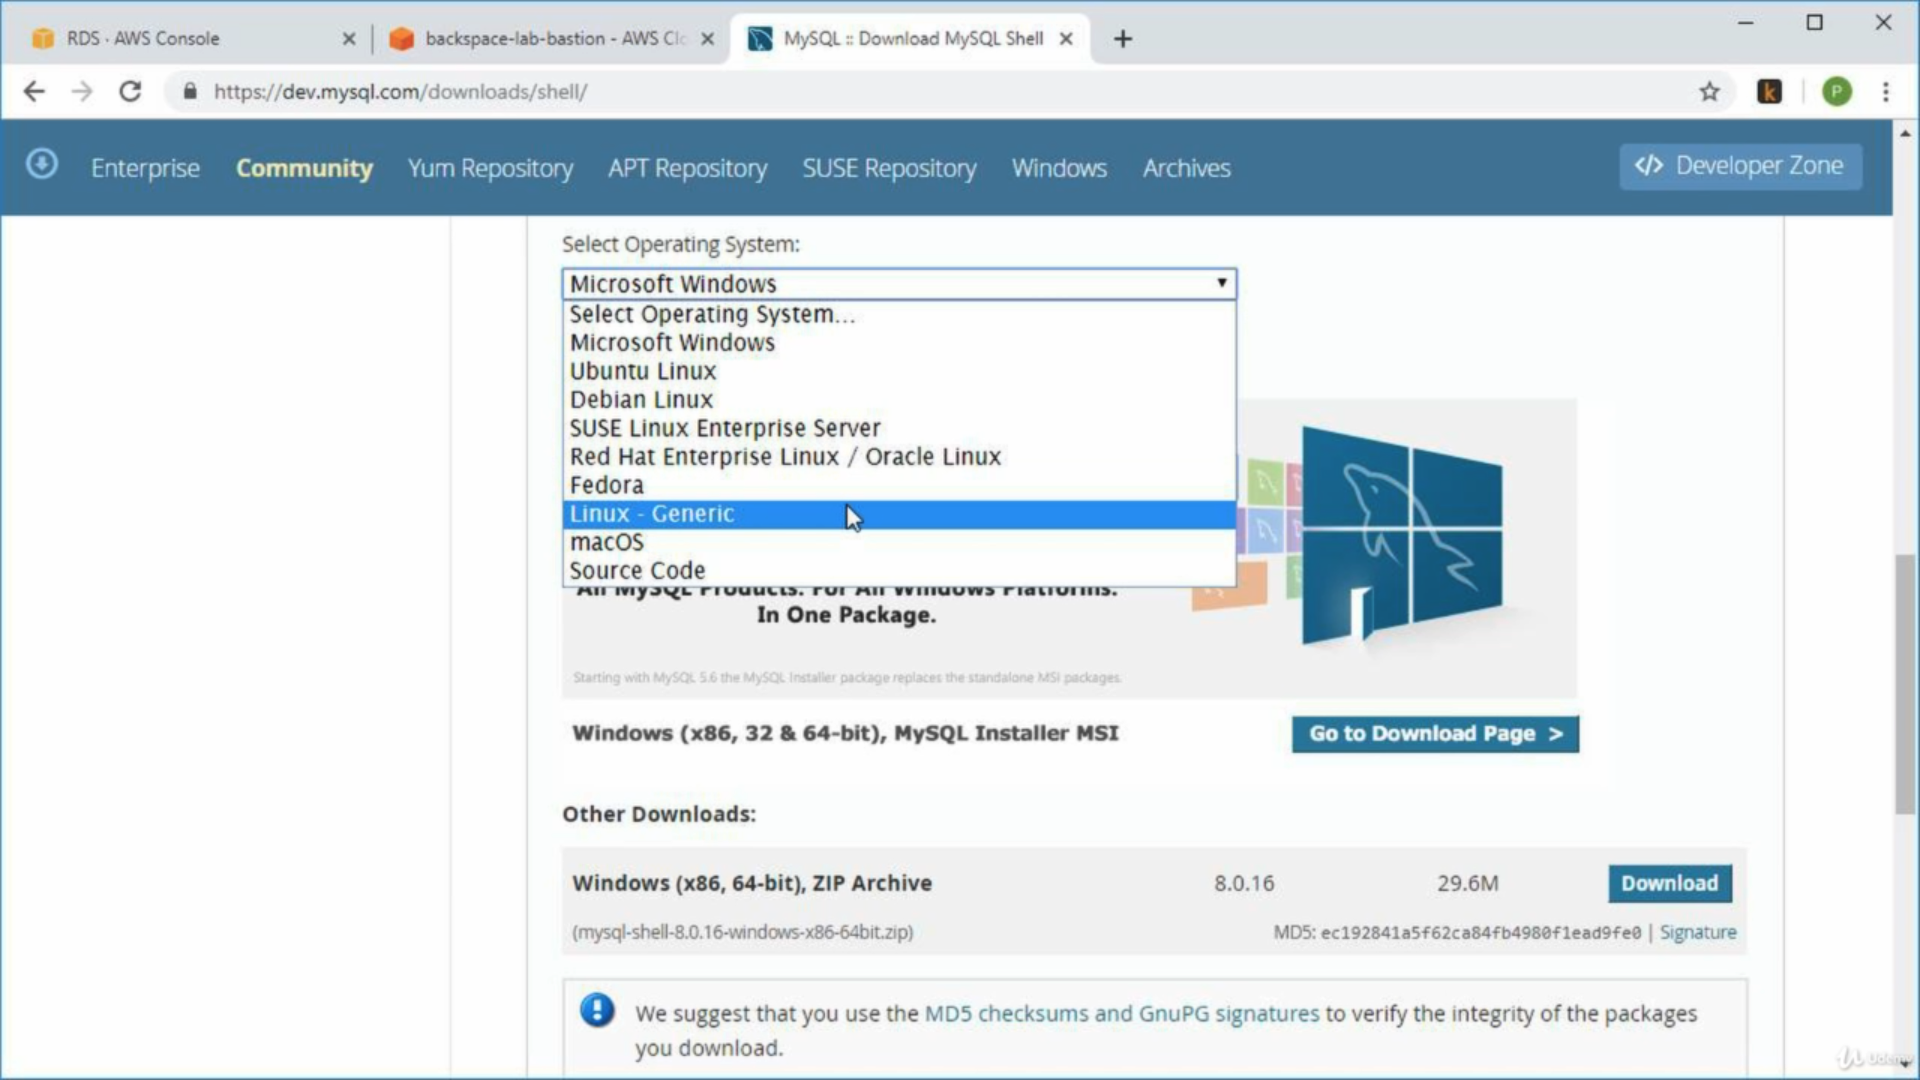 RDS · AWS Console
backspace-lab-bastion - AWS Clo
MySQL :: Download MySQL Shell
https://dev.mysql.com/downloads/shell/
k
P
Enterprise
Community
Yum Repository
APT Repository
SUSE Repository
Windows
Archives
</> Developer Zone
Select Operating System:
Microsoft Windows
Select Operating System...
Microsoft Windows
Ubuntu Linux
Debian Linux
SUSE Linux Enterprise Server
Red Hat Enterprise Linux / Oracle Linux
Fedora
Linux - Generic
macOS
Source Code
All MySQL Products. For All Windows Platforms.
In One Package.
Starting with MySQL 5.6 the MySQL Installer package replaces the standalone MSI packages.
Windows (x86, 32 & 64-bit), MySQL Installer MSI
Go to Download Page >
Other Downloads:
Windows (x86, 64-bit), ZIP Archive
8.0.16
29.6M
Download
(mysql-shell-8.0.16-windows-x86-64bit.zip)
MD5: ec192841a5f62ca84fb4980f1ead9fe0 | Signature
We suggest that you use the MD5 checksums and GnuPG signatures to verify the integrity of the packages
you download.
Udemy